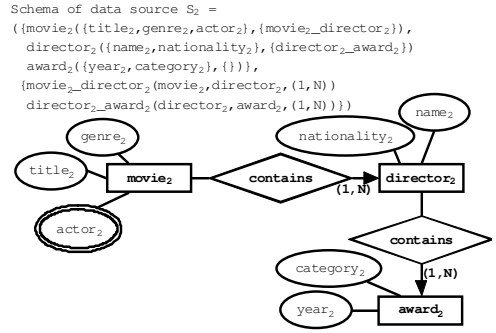 Schema of data source S₂ =
({movie₂({title₂,genre₂,actor₂},{movie_director₂}),
director₂({name₂,nationality₂},{director₂_award₂})
award₂({year₂,category₂},{})},
{movie₂_director₂(movie₂,director₂,(1,N))
director₂_award₂(director₂,award₂,(1,N))})
genre₂
nationality₂
name₂
title₂
movie₂
contains
(1,N)
director₂
actor₂
contains
category₂
(1,N)
year₂
award₂